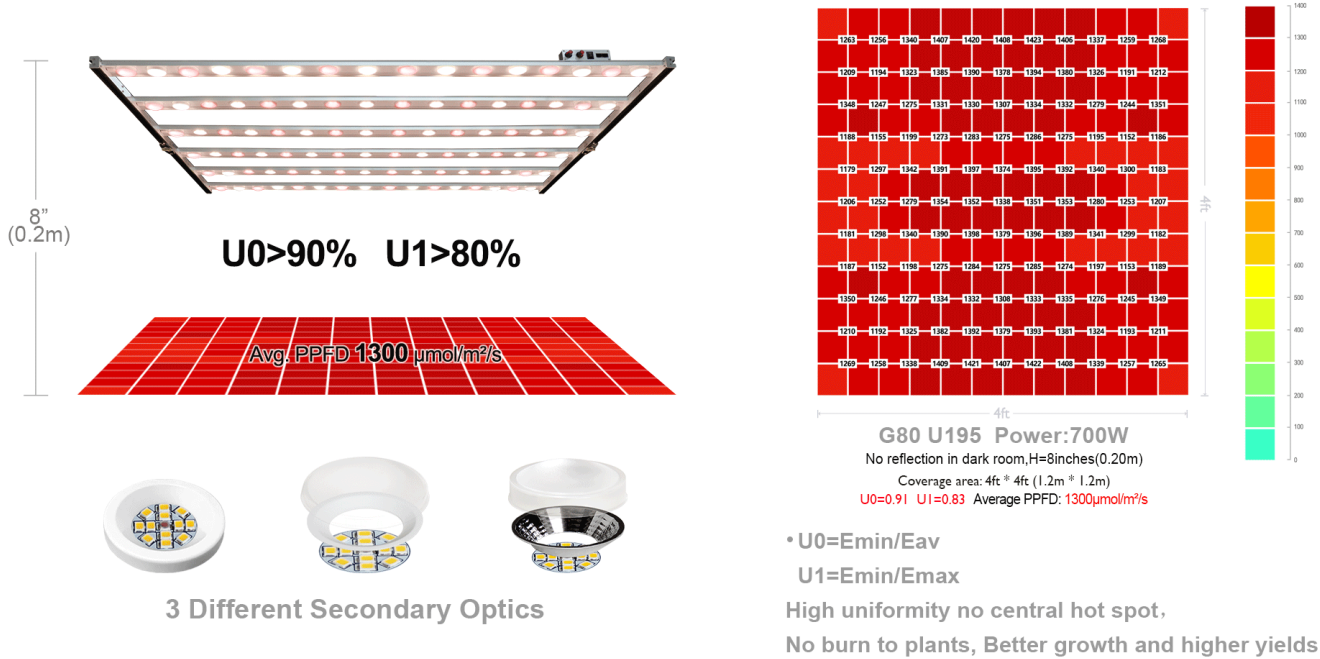 8”
(0.2m)
U0>90% U1>80%
Avg. PPFD 1300 μmol/m²/s
3 Different Secondary Optics
1263 1256 1340 1407 1420 1408 1423 1406 1337 1259 1268
1209 1194 1323 1385 1390 1378 1394 1380 1326 1191 1212
1348 1247 1275 1331 1330 1307 1334 1332 1279 1244 1351
1188 1155 1199 1273 1283 1275 1286 1275 1195 1152 1186
1179 1297 1342 1391 1397 1374 1395 1392 1340 1300 1183
1206 1252 1279 1354 1352 1338 1351 1353 1280 1253 1207
1181 1298 1340 1390 1398 1379 1396 1389 1341 1299 1182
1187 1152 1198 1275 1284 1275 1285 1274 1197 1153 1189
1350 1246 1277 1334 1332 1308 1333 1335 1276 1245 1349
1210 1192 1325 1382 1392 1379 1393 1381 1324 1193 1211
1269 1258 1338 1409 1421 1407 1422 1408 1339 1257 1265
4ft
4ft
1400
1300
1200
1100
1000
900
800
700
600
500
400
300
200
100
0
G80 U195 Power:700W
No reflection in dark room,H=8inches(0.20m)
Coverage area: 4ft * 4ft (1.2m * 1.2m)
U0=0.91 U1=0.83 Average PPFD: 1300μmol/m²/s
•U0=Emin/Eav
U1=Emin/Emax
High uniformity no central hot spot，
No burn to plants, Better growth and higher yields